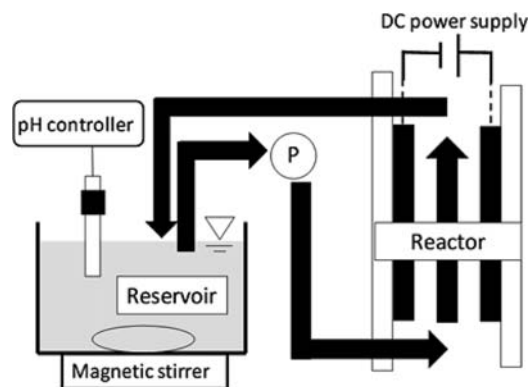 DC power supply
pH controller
P
Reactor
Reservoir
Magnetic stirrer